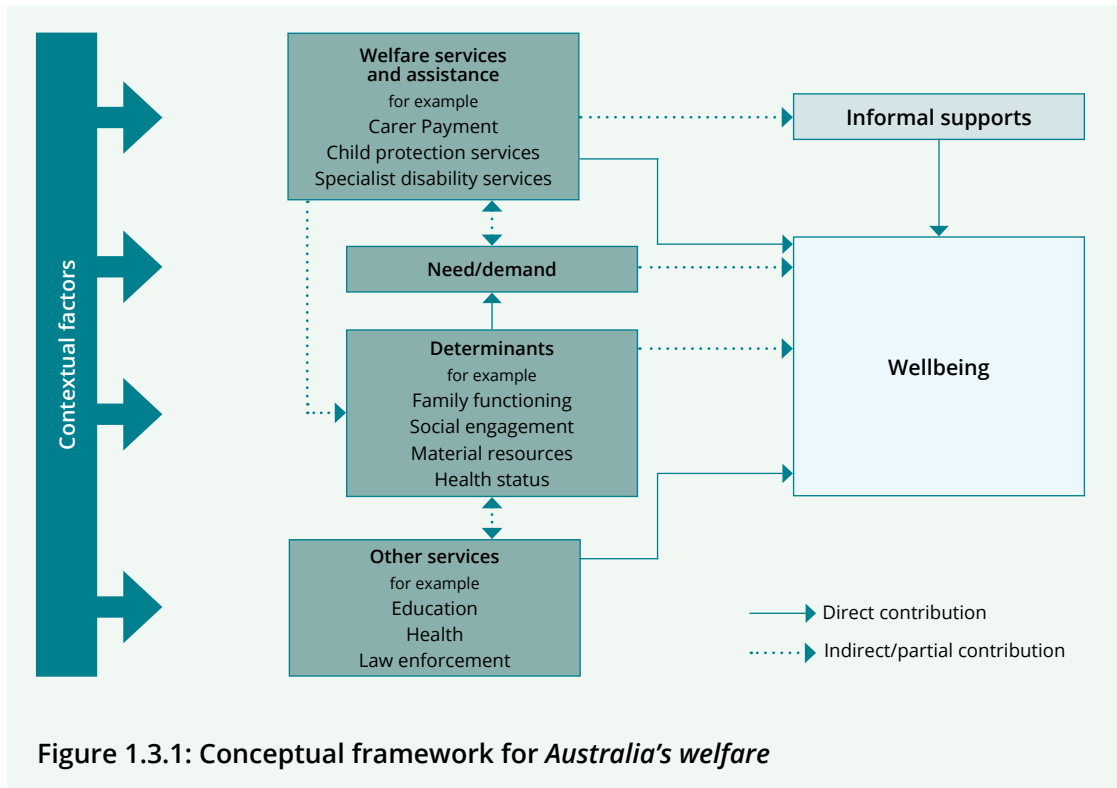 Contextual factors
Welfare services
and assistance
for example
Carer Payment
Child protection services
Specialist disability services
Informal supports
Need/demand
Determinants
for example
Family functioning
Social engagement
Material resources
Health status
Wellbeing
Other services
for example
Education
Health
Law enforcement
Direct contribution
Indirect/partial contribution
Figure 1.3.1: Conceptual framework for Australia's welfare